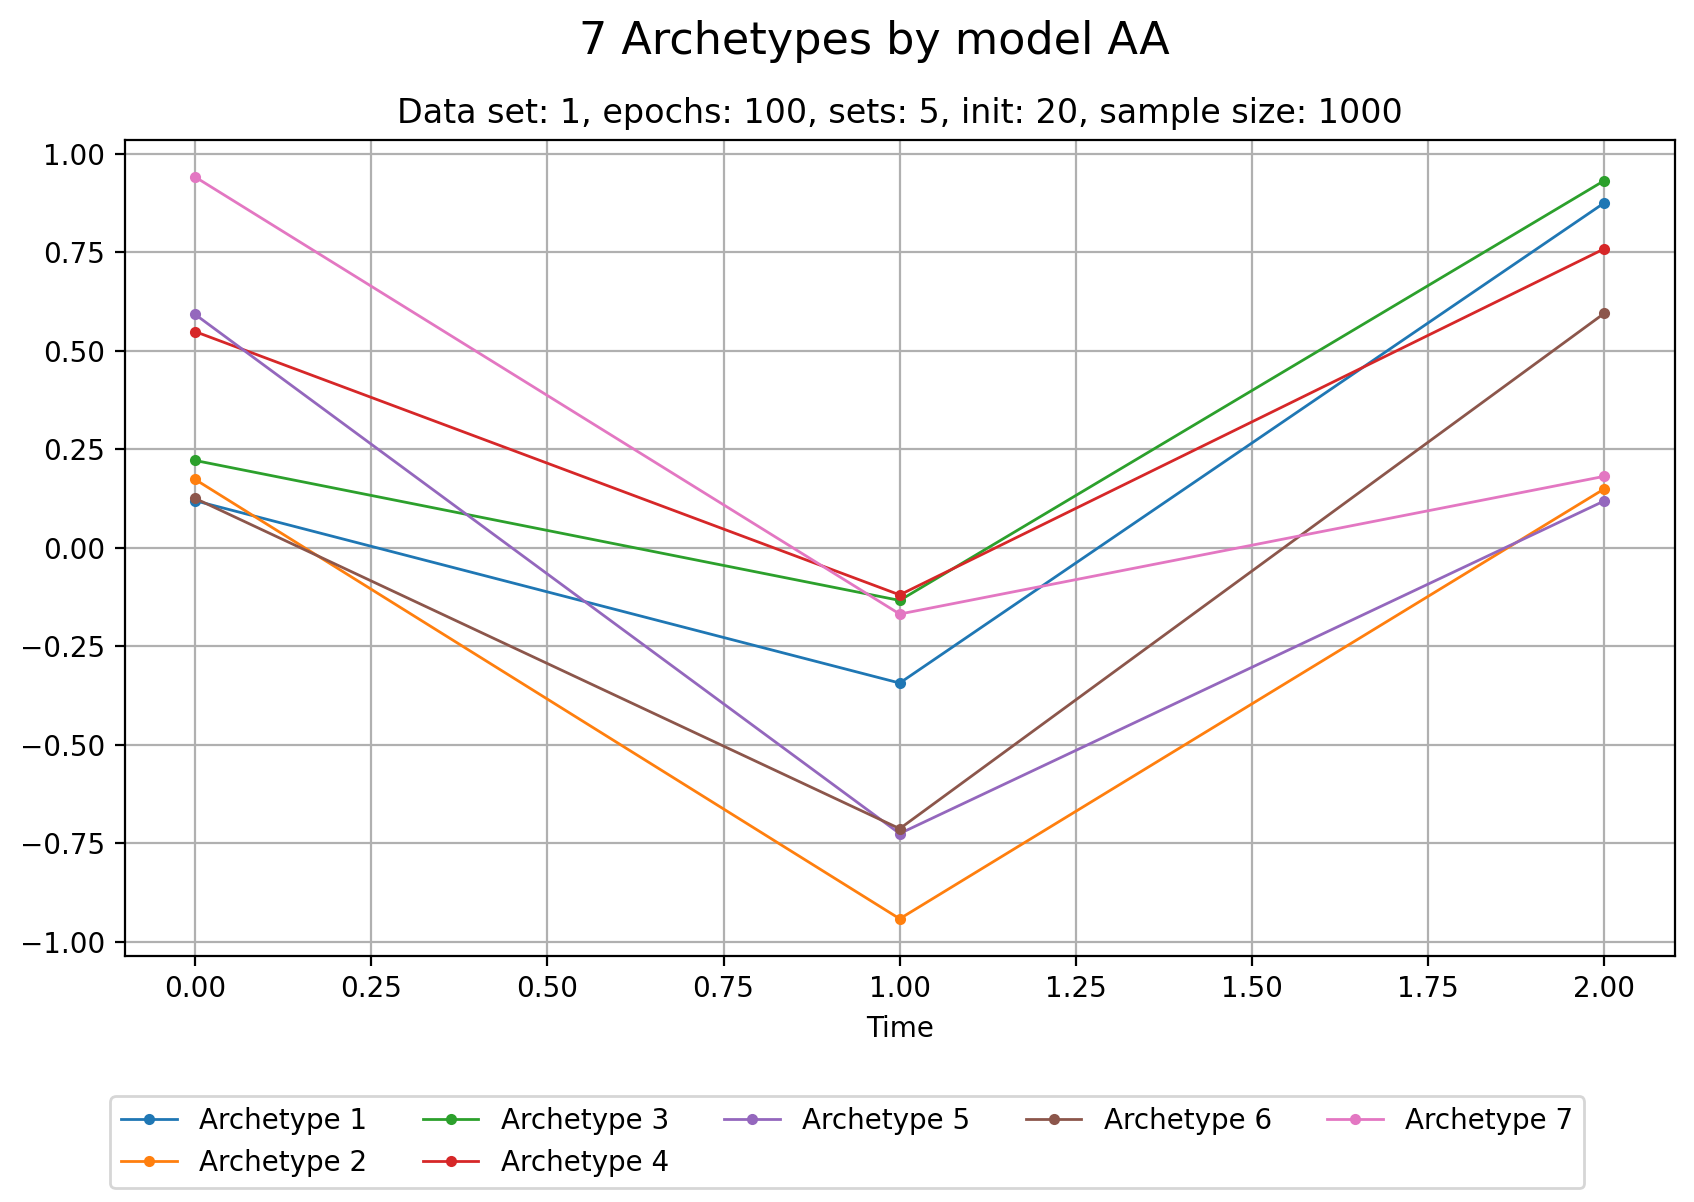 7 Archetypes by model AA
Data set: 1, epochs: 100, sets: 5, init: 20, sample size: 1000
1.00
0.75
0.50
0.25
0.00
−0.25
−0.50
−0.75
−1.00
0.00 0.25 0.50 0.75 1.00 1.25 1.50 1.75 2.00
Time
Archetype 1 Archetype 3 Archetype 5 Archetype 6 Archetype 7
Archetype 2 Archetype 4